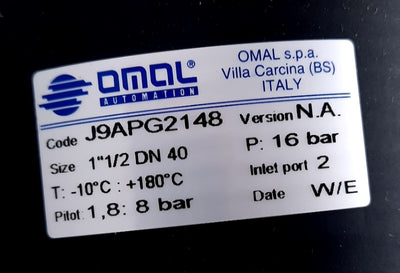 OMAL®
AUTOMATION
OMAL s.p.a.
Villa Carcina (BS)
ITALY
Code J9APG2148 Version N.A.
Size 1"1/2 DN 40 P: 16 bar
T: -10°C : +180°C Inlet port 2
Pilot: 1,8: 8 bar Date W/E